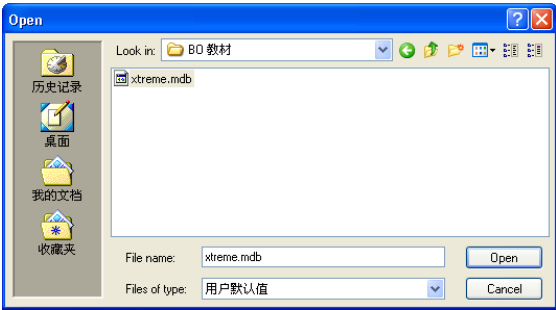 Open
Look in: BO 教材
历史记录
桌面
我的文档
收藏夹
xtreme.mdb
File name: xtreme.mdb Open
Files of type: 用户默认值 Cancel